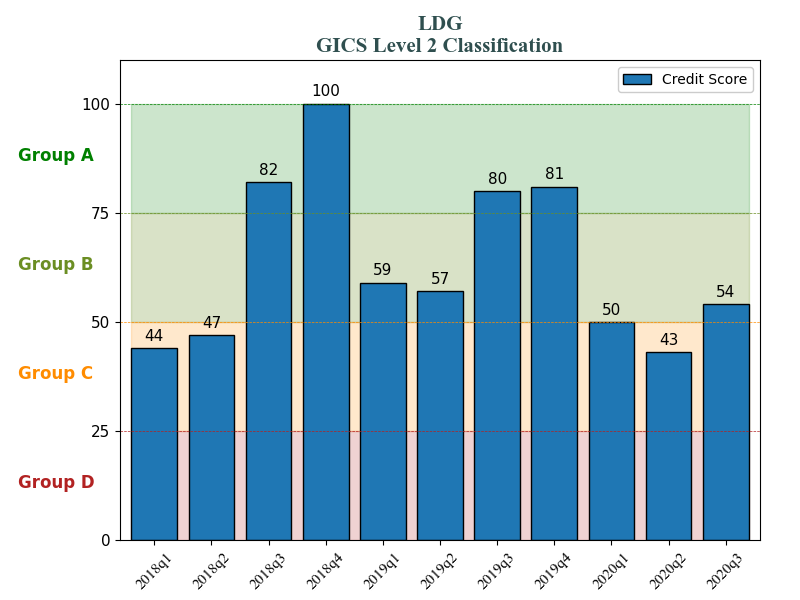 LDG
GICS Level 2 Classification
Credit Score
100
75
50
25
0
Group A
Group B
Group C
Group D
44
47
82
100
59
57
80
81
50
43
54
2018q1
2018q2
2018q3
2018q4
2019q1
2019q2
2019q3
2019q4
2020q1
2020q2
2020q3